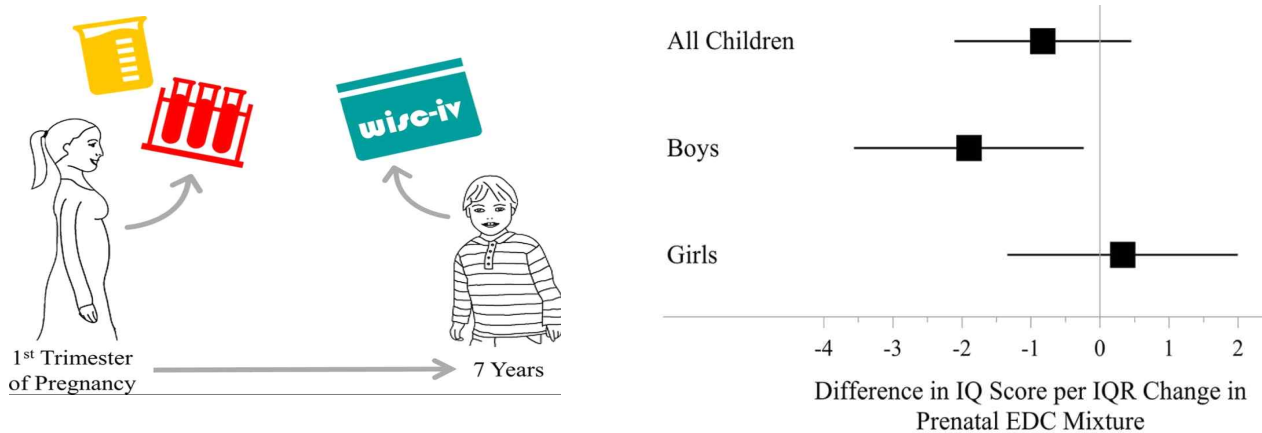 wisc-iv
1st Trimester
of Pregnancy
7 Years
All Children
Boys
Girls
-4 -3 -2 -1 0 1 2
Difference in IQ Score per IQR Change in
Prenatal EDC Mixture